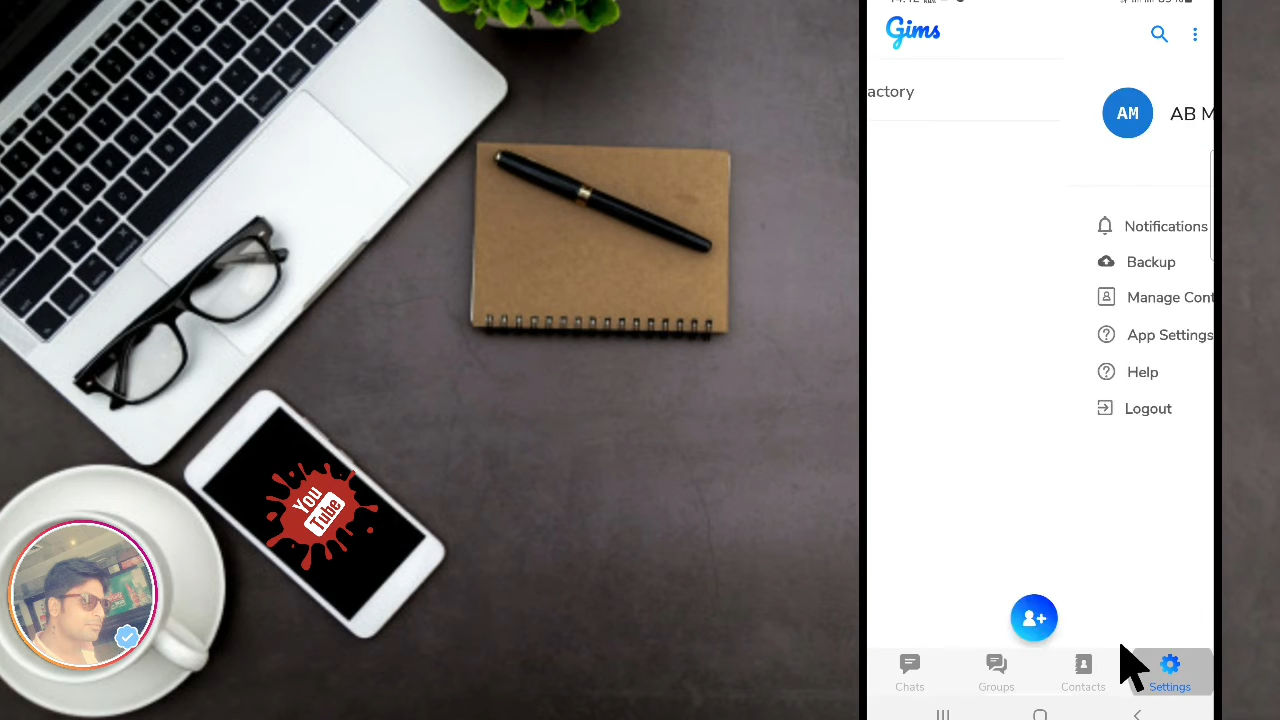 Gims
actory
AM
AB M
Notifications
Backup
Manage Cont
App Settings
Help
Logout
Chats
Groups
Contacts
Settings
You
Tube